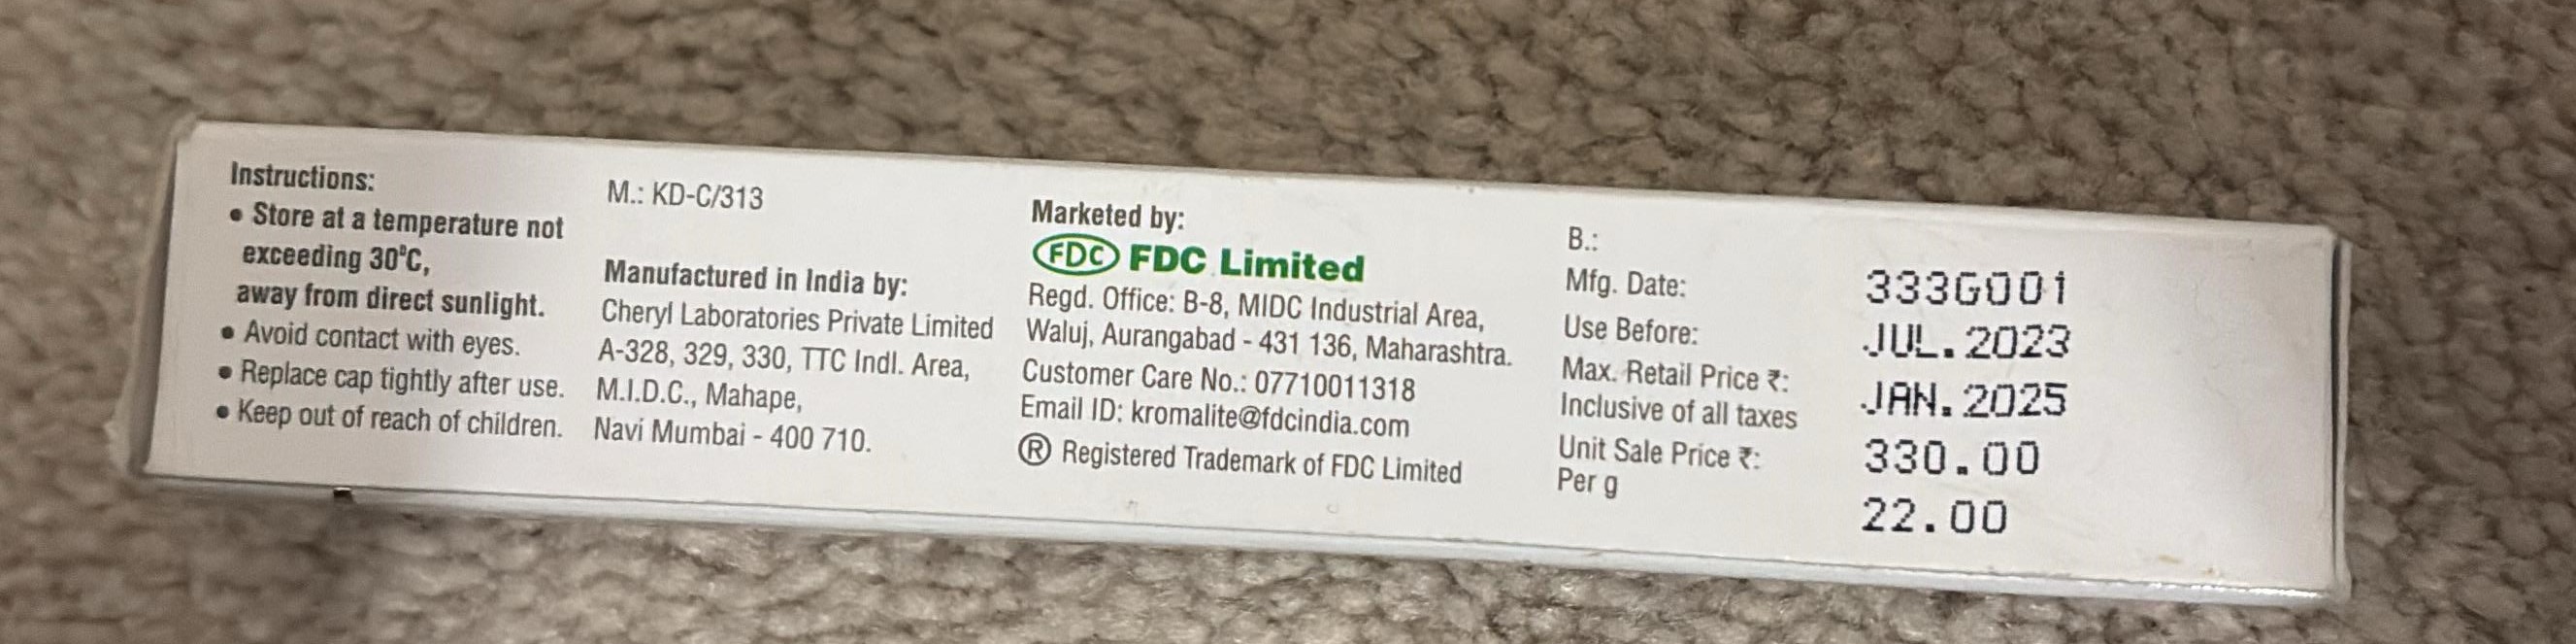 Instructions:
• Store at a temperature not
exceeding 30°C,
away from direct sunlight.
• Avoid contact with eyes.
• Replace cap tightly after use.
• Keep out of reach of children.
M.: KD-C/313
Manufactured in India by:
Cheryl Laboratories Private Limited
A-328, 329, 330, TTC Indl. Area,
M.I.D.C., Mahape,
Navi Mumbai - 400 710.
Marketed by:
FDC FDC Limited
Regd. Office: B-8, MIDC Industrial Area,
Waluj, Aurangabad - 431 136, Maharashtra.
Customer Care No.: 07710011318
Email ID: kromalite@fdcindia.com
® Registered Trademark of FDC Limited
B.:
Mfg. Date:
Use Before:
Max. Retail Price ₹:
Inclusive of all taxes
Unit Sale Price ₹:
Per g
333G001
JUL.2023
JAN.2025
330.00
22.00